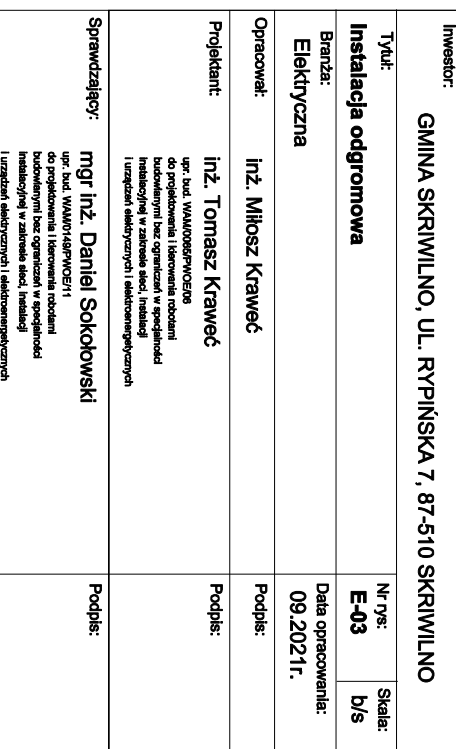 Inwestor:
GMINA SKRIWILNO, UL. RYPIŃSKA 7, 87-510 SKRIWILNO
Tytuł:
Instalacja odgromowa
Nr rys:
E-03
Skala:
b/s
Branża:
Elektryczna
Data opracowania:
09.2021r.
Opracował:
inż. Miłosz Kraweć
Podpis:
Projektant:
inż. Tomasz Kraweć
upr. bud. WAM/0085/PWOE/06
do projektowania i kierowania robotami
budowlanymi bez ograniczeń w specjalności
instalacyjnej w zakresie sieci, instalacji
i urządzeń elektrycznych i elektroenergetycznych
Podpis:
Sprawdzający:
mgr inż. Daniel Sokołowski
upr. bud. WAM/0149/PWOE/11
do projektowania i kierowania robotami
budowlanymi bez ograniczeń w specjalności
instalacyjnej w zakresie sieci, instalacji
i urządzeń elektrycznych i elektroenergetycznych
Podpis: